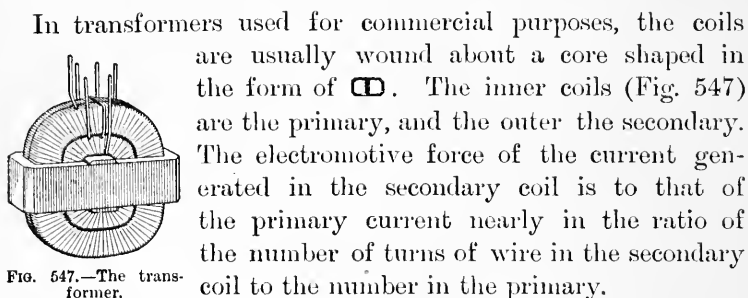 In transformers used for commercial purposes, the coils
are usually wound about a core shaped in
the form of ↀ. The inner coils (Fig. 547)
are the primary, and the outer the secondary.
The electromotive force of the current gen-
erated in the secondary coil is to that of
the primary current nearly in the ratio of
the number of turns of wire in the secondary
coil to the number in the primary.
FIG. 547.—The trans-
former.